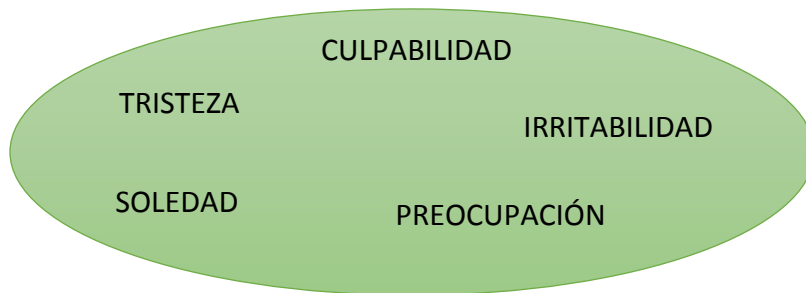 CULPABILIDAD
TRISTEZA
IRRITABILIDAD
SOLEDAD
PREOCUPACIÓN